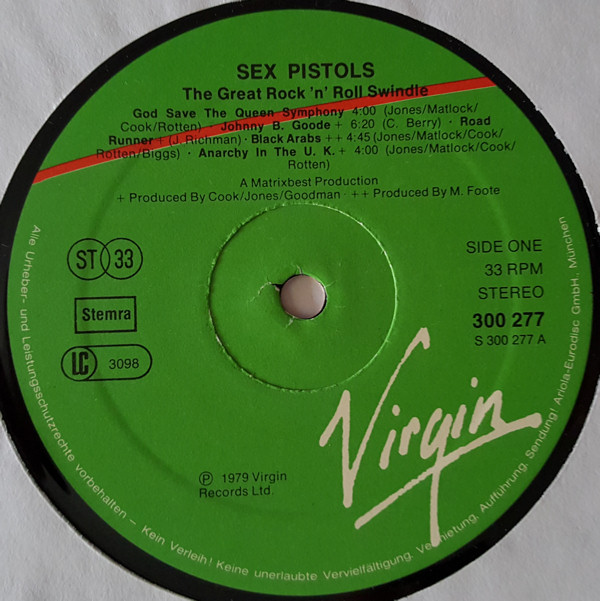 SEX PISTOLS
The Great Rock 'n' Roll Swindle
God Save The Queen Symphony 4:00 (Jones/Matlock/
Cook/Rotten) · Johnny B. Goode + 6:20 (C. Berry) · Road
Runner + (J. Richman) · Black Arabs ++ 4:45 (Jones/Matlock/Cook/
Rotten/Biggs) · Anarchy In The U. K. + 4:00 (Jones/Matlock/Cook/
Rotten)
A Matrixbest Production
+ Produced By Cook/Jones/Goodman · ++ Produced By M. Foote
ST 33
Stemra
LC 3098
SIDE ONE
33 RPM
STEREO
300 277
S 300 277 A
Virgin
℗ 1979 Virgin
Records Ltd.
Alle Urheber- und Leistungsschutzrechte vorbehalten – Kein Verleih! Keine unerlaubte Vervielfältigung, Vermietung, Aufführung, Sendung! Ariola-Eurodisc GmbH, München